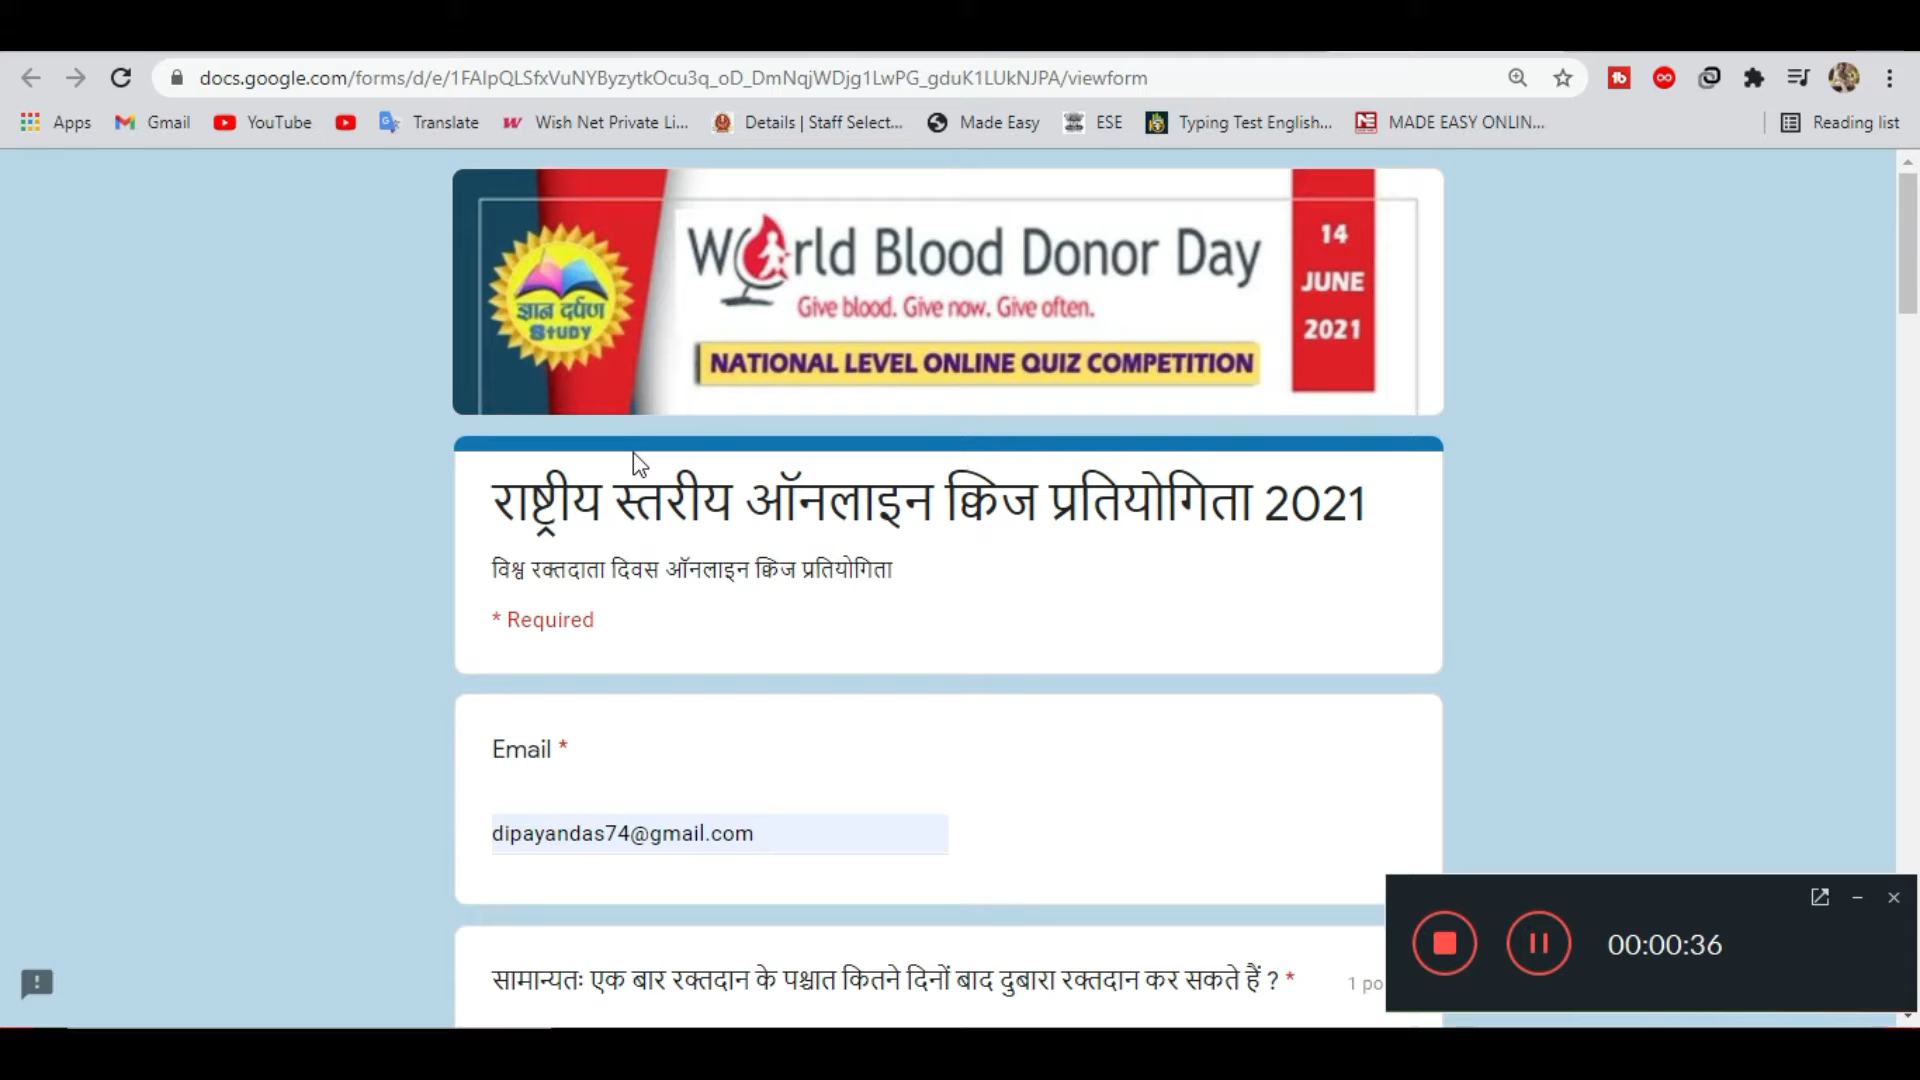 docs.google.com/forms/d/e/1FAIpQLSfxVuNYByzytkOcu3q_oD_DmNqjWDjg1LwPG_gduK1LUkNJPA/viewform
Apps Gmail YouTube Translate Wish Net Private Li... Details | Staff Select... Made Easy ESE Typing Test English... MADE EASY ONLIN... Reading list
ज्ञान दर्पण
STUDY
World Blood Donor Day
Give blood. Give now. Give often.
NATIONAL LEVEL ONLINE QUIZ COMPETITION
14
JUNE
2021
राष्ट्रीय स्तरीय ऑनलाइन क्विज प्रतियोगिता 2021
विश्व रक्तदाता दिवस ऑनलाइन क्विज प्रतियोगिता
* Required
Email *
dipayandas74@gmail.com
सामान्यतः एक बार रक्तदान के पश्चात कितने दिनों बाद दुबारा रक्तदान कर सकते हैं ? * 1 po
00:00:36